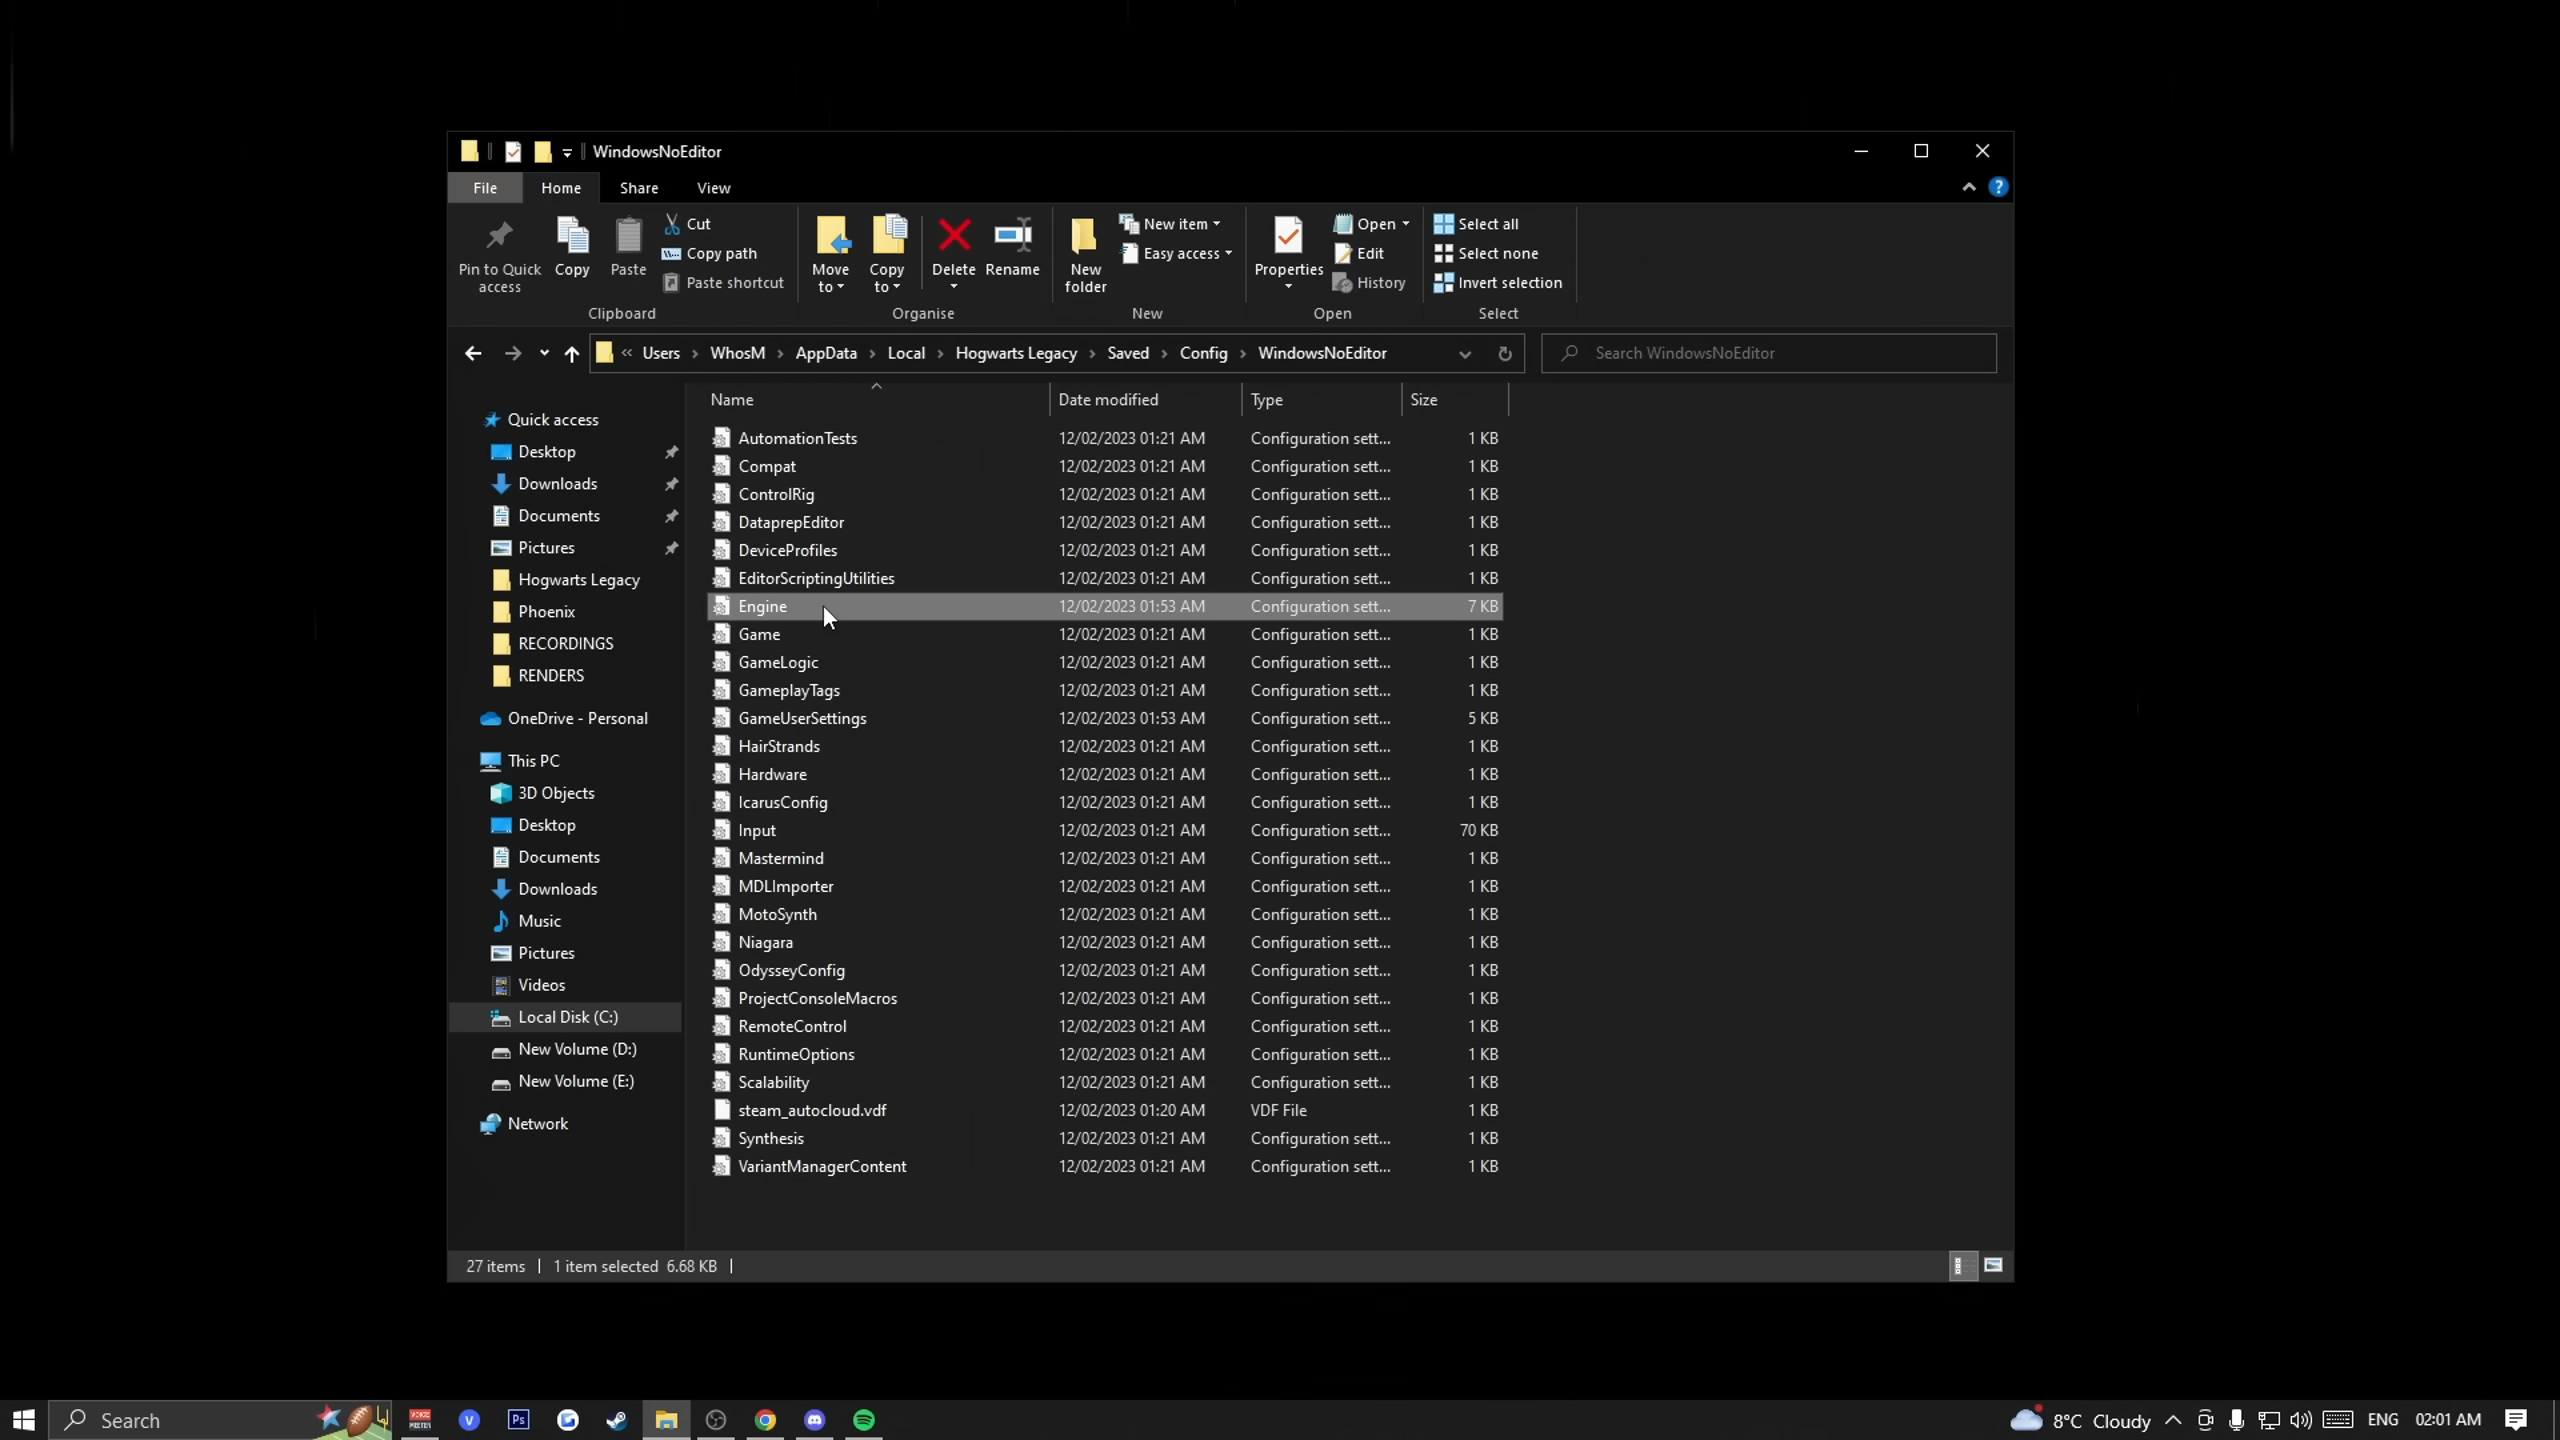 WindowsNoEditor
File Home Share View
Pin to Quick access
Copy
Paste
Cut
Copy path
Paste shortcut
Clipboard
Move to
Copy to
Delete
Rename
Organise
New folder
New item
Easy access
New
Properties
Open
Edit
History
Open
Select all
Select none
Invert selection
Select
« Users › WhosM › AppData › Local › Hogwarts Legacy › Saved › Config › WindowsNoEditor
Search WindowsNoEditor
Quick access
Desktop
Downloads
Documents
Pictures
Hogwarts Legacy
Phoenix
RECORDINGS
RENDERS
OneDrive - Personal
This PC
3D Objects
Desktop
Documents
Downloads
Music
Pictures
Videos
Local Disk (C:)
New Volume (D:)
New Volume (E:)
Network
Name Date modified Type Size
AutomationTests 12/02/2023 01:21 AM Configuration sett... 1 KB
Compat 12/02/2023 01:21 AM Configuration sett... 1 KB
ControlRig 12/02/2023 01:21 AM Configuration sett... 1 KB
DataprepEditor 12/02/2023 01:21 AM Configuration sett... 1 KB
DeviceProfiles 12/02/2023 01:21 AM Configuration sett... 1 KB
EditorScriptingUtilities 12/02/2023 01:21 AM Configuration sett... 1 KB
Engine 12/02/2023 01:53 AM Configuration sett... 7 KB
Game 12/02/2023 01:21 AM Configuration sett... 1 KB
GameLogic 12/02/2023 01:21 AM Configuration sett... 1 KB
GameplayTags 12/02/2023 01:21 AM Configuration sett... 1 KB
GameUserSettings 12/02/2023 01:53 AM Configuration sett... 5 KB
HairStrands 12/02/2023 01:21 AM Configuration sett... 1 KB
Hardware 12/02/2023 01:21 AM Configuration sett... 1 KB
IcarusConfig 12/02/2023 01:21 AM Configuration sett... 1 KB
Input 12/02/2023 01:21 AM Configuration sett... 70 KB
Mastermind 12/02/2023 01:21 AM Configuration sett... 1 KB
MDLImporter 12/02/2023 01:21 AM Configuration sett... 1 KB
MotoSynth 12/02/2023 01:21 AM Configuration sett... 1 KB
Niagara 12/02/2023 01:21 AM Configuration sett... 1 KB
OdysseyConfig 12/02/2023 01:21 AM Configuration sett... 1 KB
ProjectConsoleMacros 12/02/2023 01:21 AM Configuration sett... 1 KB
RemoteControl 12/02/2023 01:21 AM Configuration sett... 1 KB
RuntimeOptions 12/02/2023 01:21 AM Configuration sett... 1 KB
Scalability 12/02/2023 01:21 AM Configuration sett... 1 KB
steam_autocloud.vdf 12/02/2023 01:20 AM VDF File 1 KB
Synthesis 12/02/2023 01:21 AM Configuration sett... 1 KB
VariantManagerContent 12/02/2023 01:21 AM Configuration sett... 1 KB
27 items 1 item selected 6.68 KB
Search Ps 8°C Cloudy ENG 02:01 AM